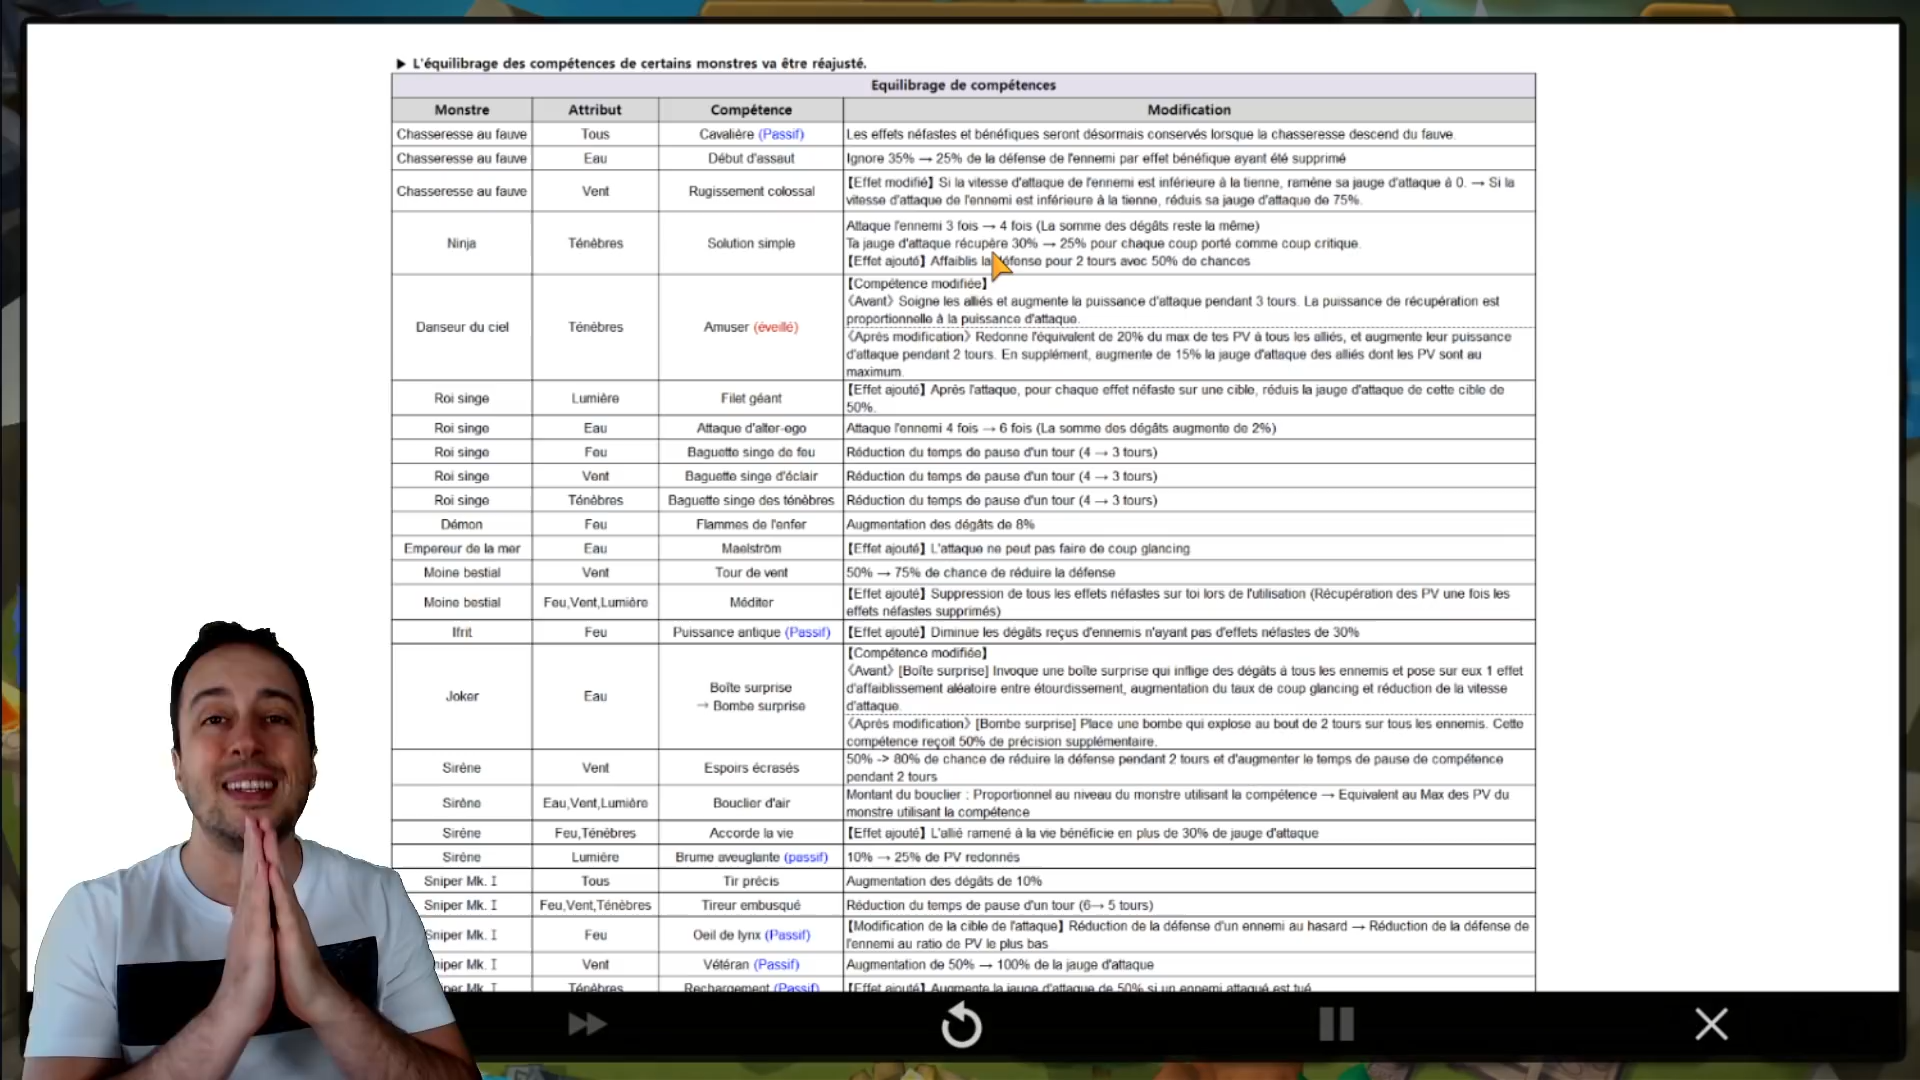 ▶ L'équilibrage des compétences de certains monstres va être réajusté.
Equilibrage de compétences
Monstre Attribut Compétence Modification
Chasseresse au fauve Tous Cavalière (Passif) Les effets néfastes et bénéfiques seront désormais conservés lorsque la chasseresse descend du fauve.
Chasseresse au fauve Eau Début d'assaut Ignore 35% → 25% de la défense de l'ennemi par effet bénéfique ayant été supprimé
Chasseresse au fauve Vent Rugissement colossal 【Effet modifié】 Si la vitesse d'attaque de l'ennemi est inférieure à la tienne, ramène sa jauge d'attaque à 0. → Si la
vitesse d'attaque de l'ennemi est inférieure à la tienne, réduis sa jauge d'attaque de 75%.
Ninja Ténèbres Solution simple Attaque l'ennemi 3 fois → 4 fois (La somme des dégâts reste la même)
Ta jauge d'attaque récupère 30% → 25% pour chaque coup porté comme coup critique.
【Effet ajouté】 Affaiblis la défense pour 2 tours avec 50% de chances
Danseur du ciel Ténèbres Amuser (éveillé) 【Compétence modifiée】
《Avant》 Soigne les alliés et augmente la puissance d'attaque pendant 3 tours. La puissance de récupération est
proportionnelle à la puissance d'attaque.
《Après modification》 Redonne l'équivalent de 20% du max de tes PV à tous les alliés, et augmente leur puissance
d'attaque pendant 2 tours. En supplément, augmente de 15% la jauge d'attaque des alliés dont les PV sont au
maximum.
Roi singe Lumière Filet géant 【Effet ajouté】 Après l'attaque, pour chaque effet néfaste sur une cible, réduis la jauge d'attaque de cette cible de
50%.
Roi singe Eau Attaque d'alter-ego Attaque l'ennemi 4 fois → 6 fois (La somme des dégâts augmente de 2%)
Roi singe Feu Baguette singe de feu Réduction du temps de pause d'un tour (4 → 3 tours)
Roi singe Vent Baguette singe d'éclair Réduction du temps de pause d'un tour (4 → 3 tours)
Roi singe Ténèbres Baguette singe des ténèbres Réduction du temps de pause d'un tour (4 → 3 tours)
Démon Feu Flammes de l'enfer Augmentation des dégâts de 8%
Empereur de la mer Eau Maelström 【Effet ajouté】 L'attaque ne peut pas faire de coup glancing
Moine bestial Vent Tour de vent 50% → 75% de chance de réduire la défense
Moine bestial Feu,Vent,Lumière Méditer 【Effet ajouté】 Suppression de tous les effets néfastes sur toi lors de l'utilisation (Récupération des PV une fois les
effets néfastes supprimés)
Ifrit Feu Puissance antique (Passif) 【Effet ajouté】 Diminue les dégâts reçus d'ennemis n'ayant pas d'effets néfastes de 30%
Joker Eau Boîte surprise
→ Bombe surprise 【Compétence modifiée】
《Avant》 [Boîte surprise] Invoque une boîte surprise qui inflige des dégâts à tous les ennemis et pose sur eux 1 effet
d'affaiblissement aléatoire entre étourdissement, augmentation du taux de coup glancing et réduction de la vitesse
d'attaque.
《Après modification》 [Bombe surprise] Place une bombe qui explose au bout de 2 tours sur tous les ennemis. Cette
compétence reçoit 50% de précision supplémentaire.
Sirène Vent Espoirs écrasés 50% -> 80% de chance de réduire la défense pendant 2 tours et d'augmenter le temps de pause de compétence
pendant 2 tours
Sirène Eau,Vent,Lumière Bouclier d'air Montant du bouclier : Proportionnel au niveau du monstre utilisant la compétence → Equivalent au Max des PV du
monstre utilisant la compétence
Sirène Feu,Ténèbres Accorde la vie 【Effet ajouté】 L'allié ramené à la vie bénéficie en plus de 30% de jauge d'attaque
Sirène Lumière Brume aveuglante (passif) 10% → 25% de PV redonnés
Sniper Mk. I Tous Tir précis Augmentation des dégâts de 10%
Sniper Mk. I Feu,Vent,Ténèbres Tireur embusqué Réduction du temps de pause d'un tour (6→ 5 tours)
Sniper Mk. I Feu Oeil de lynx (Passif) 【Modification de la cible de l'attaque】 Réduction de la défense d'un ennemi au hasard → Réduction de la défense de
l'ennemi au ratio de PV le plus bas
niper Mk. I Vent Vétéran (Passif) Augmentation de 50% → 100% de la jauge d'attaque
per Mk. I Ténèbres Rechargement (Passif) 【Effet ajouté】 Augmente la jauge d'attaque de 50% si un ennemi attaqué est tué